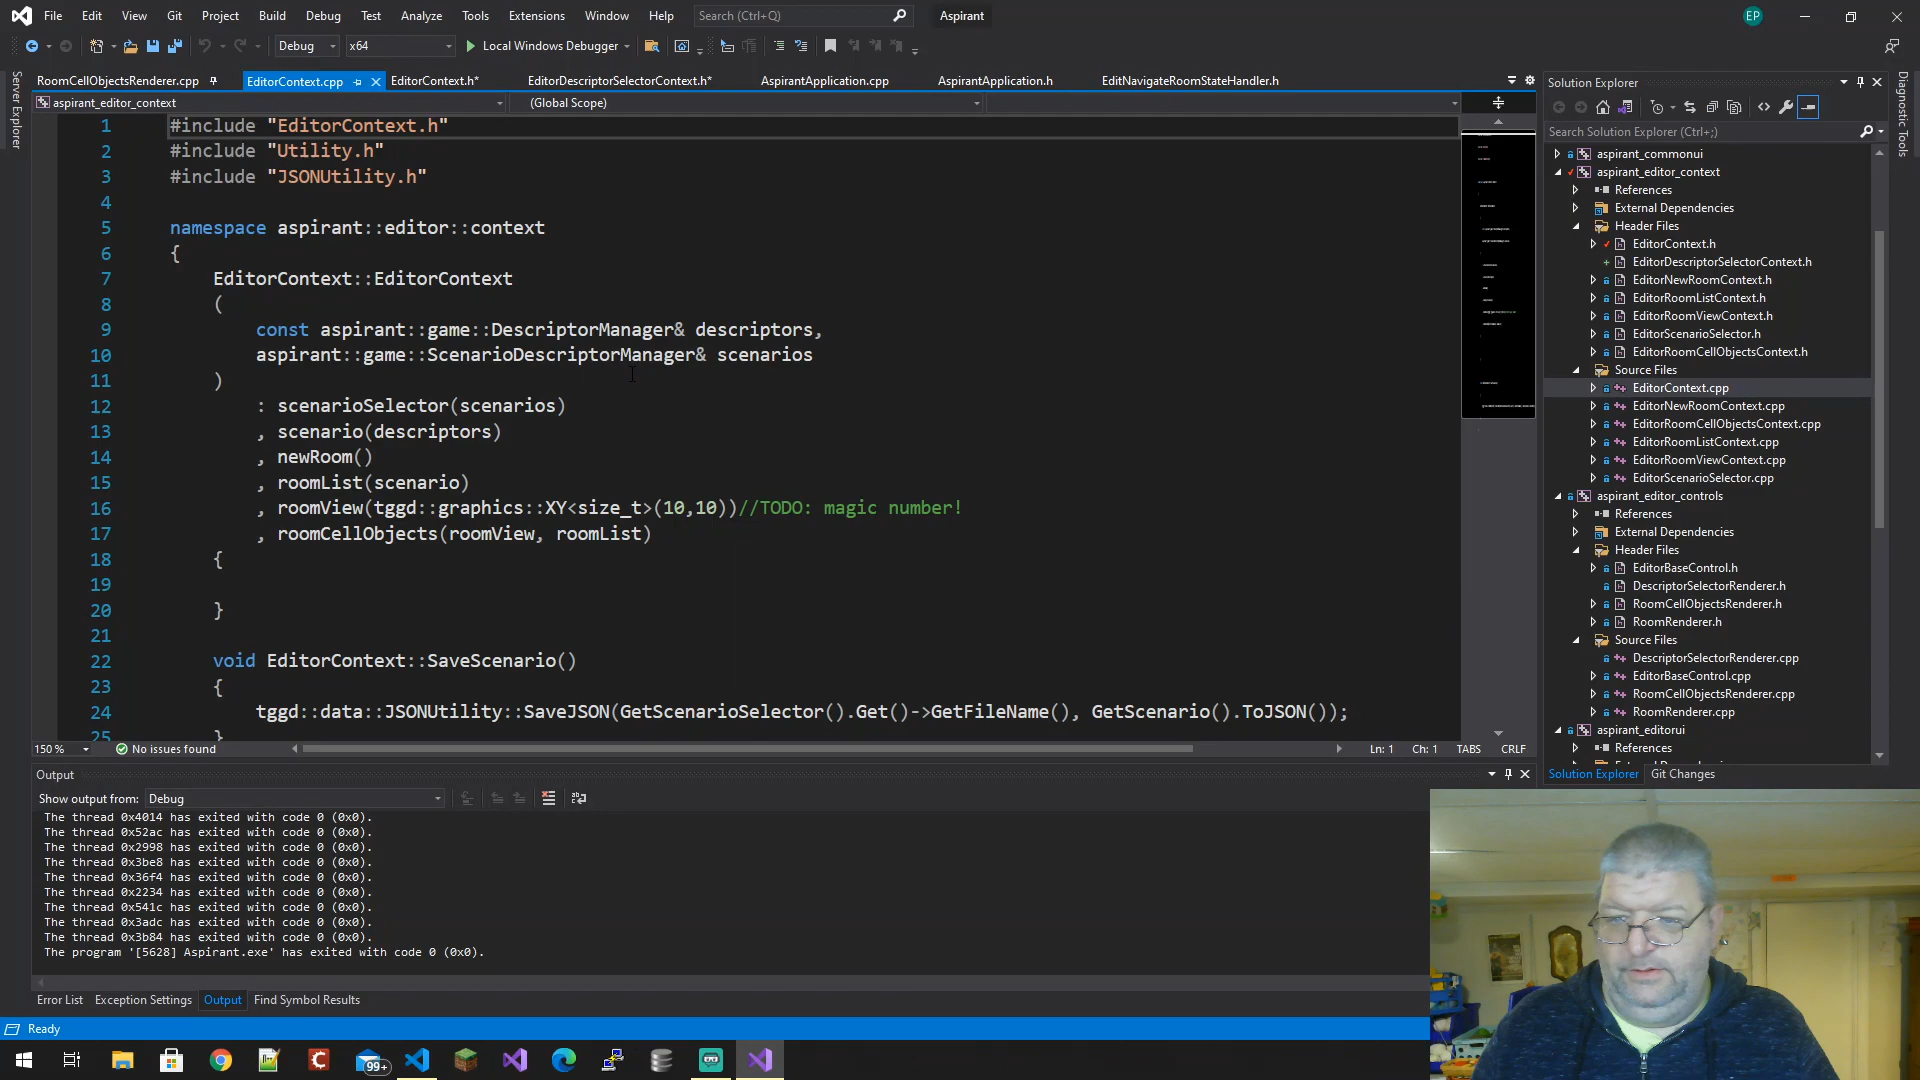 File Edit View Git Project Build Debug Test Analyze Tools Extensions Window Help Search (Ctrl+Q) Aspirant EP
Debug x64 Local Windows Debugger
RoomCellObjectsRenderer.cpp EditorContext.cpp EditorContext.h* EditorDescriptorSelectorContext.h* AspirantApplication.cpp AspirantApplication.h EditNavigateRoomStateHandler.h
aspirant_editor_context (Global Scope)
1 #include "EditorContext.h"
2 #include "Utility.h"
3 #include "JSONUtility.h"
4
5 namespace aspirant::editor::context
6 {
7 EditorContext::EditorContext
8 (
9 const aspirant::game::DescriptorManager& descriptors,
10 aspirant::game::ScenarioDescriptorManager& scenarios
11 )
12 : scenarioSelector(scenarios)
13 , scenario(descriptors)
14 , newRoom()
15 , roomList(scenario)
16 , roomView(tggd::graphics::XY<size_t>(10,10))//TODO: magic number!
17 , roomCellObjects(roomView, roomList)
18 {
19
20 }
21
22 void EditorContext::SaveScenario()
23 {
24 tggd::data::JSONUtility::SaveJSON(GetScenarioSelector().Get()->GetFileName(), GetScenario().ToJSON());
25 }
150 % No issues found Ln: 1 Ch: 1 TABS CRLF
Output
Show output from: Debug
The thread 0x4014 has exited with code 0 (0x0).
The thread 0x52ac has exited with code 0 (0x0).
The thread 0x2998 has exited with code 0 (0x0).
The thread 0x3be8 has exited with code 0 (0x0).
The thread 0x36f4 has exited with code 0 (0x0).
The thread 0x2234 has exited with code 0 (0x0).
The thread 0x541c has exited with code 0 (0x0).
The thread 0x3adc has exited with code 0 (0x0).
The thread 0x3b84 has exited with code 0 (0x0).
The program '[5628] Aspirant.exe' has exited with code 0 (0x0).
Error List Exception Settings Output Find Symbol Results
Ready
99+
Server Explorer
Diagnostic Tools
Solution Explorer
Search Solution Explorer (Ctrl+;)
aspirant_commonui
aspirant_editor_context
References
External Dependencies
Header Files
EditorContext.h
EditorDescriptorSelectorContext.h
EditorNewRoomContext.h
EditorRoomListContext.h
EditorRoomViewContext.h
EditorScenarioSelector.h
EditorRoomCellObjectsContext.h
Source Files
EditorContext.cpp
EditorNewRoomContext.cpp
EditorRoomCellObjectsContext.cpp
EditorRoomListContext.cpp
EditorRoomViewContext.cpp
EditorScenarioSelector.cpp
aspirant_editor_controls
References
External Dependencies
Header Files
EditorBaseControl.h
DescriptorSelectorRenderer.h
RoomCellObjectsRenderer.h
RoomRenderer.h
Source Files
DescriptorSelectorRenderer.cpp
EditorBaseControl.cpp
RoomCellObjectsRenderer.cpp
RoomRenderer.cpp
aspirant_editorui
References
Solution Explorer Git Changes